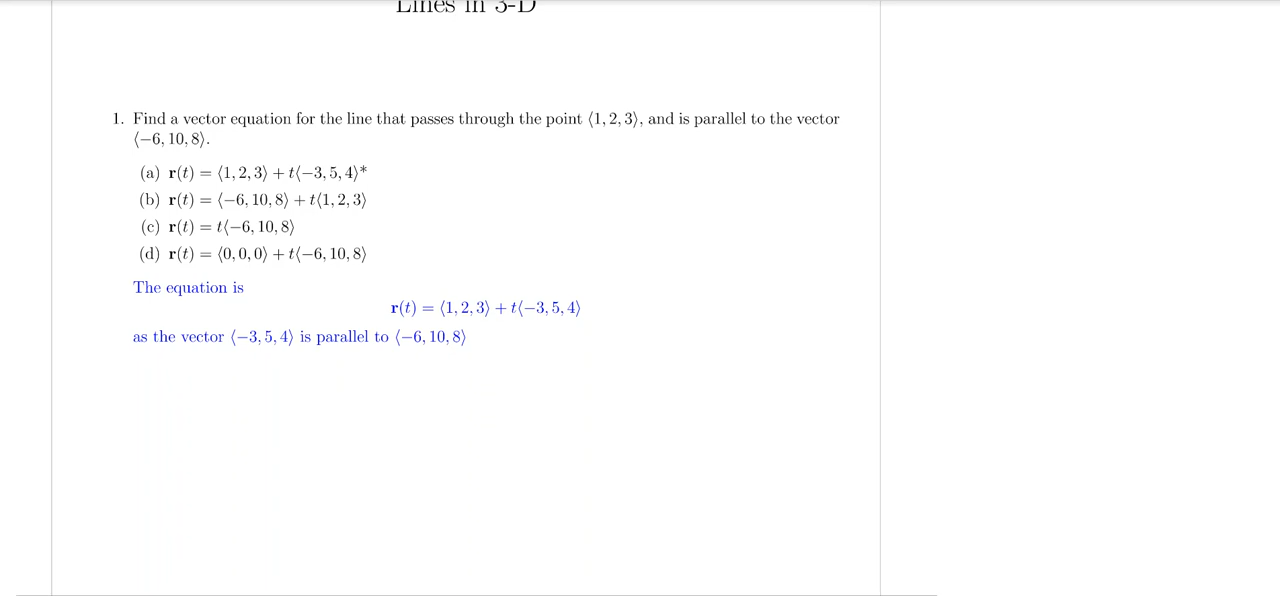 Lines in 3-D
1. Find a vector equation for the line that passes through the point ⟨1, 2, 3⟩, and is parallel to the vector
⟨−6, 10, 8⟩.
(a) r(t) = ⟨1, 2, 3⟩ + t⟨−3, 5, 4⟩*
(b) r(t) = ⟨−6, 10, 8⟩ + t⟨1, 2, 3⟩
(c) r(t) = t⟨−6, 10, 8⟩
(d) r(t) = ⟨0, 0, 0⟩ + t⟨−6, 10, 8⟩
The equation is
r(t) = ⟨1, 2, 3⟩ + t⟨−3, 5, 4⟩
as the vector ⟨−3, 5, 4⟩ is parallel to ⟨−6, 10, 8⟩